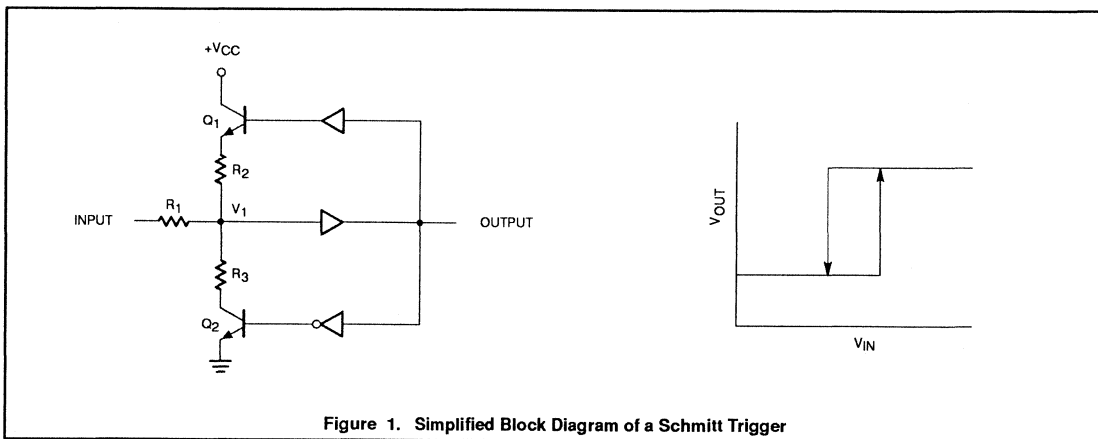 +VCC
Q1
R2
R1
INPUT
V1
OUTPUT
R3
Q2
VOUT
VIN
Figure 1. Simplified Block Diagram of a Schmitt Trigger